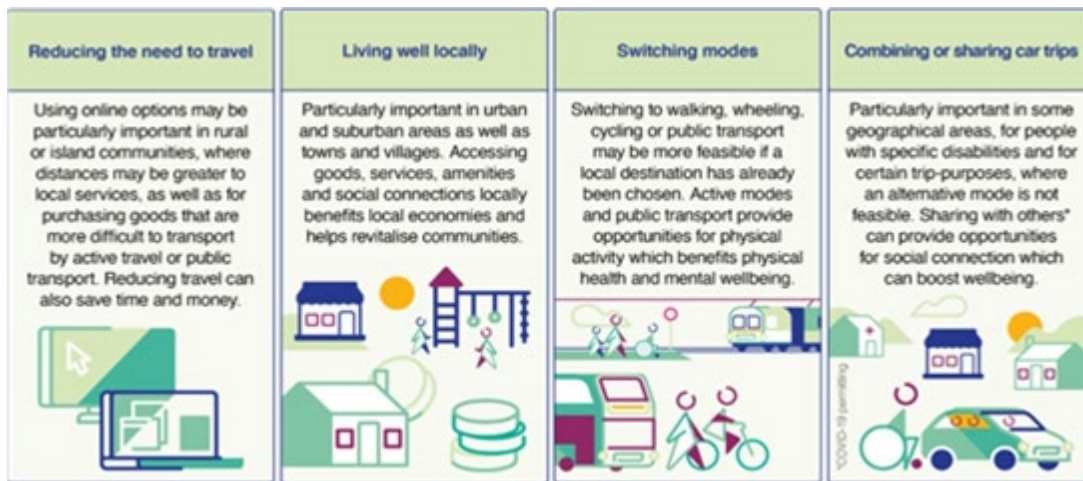 Reducing the need to travel
Using online options may be
particularly important in rural
or island communities, where
distances may be greater to
local services, as well as for
purchasing goods that are
more difficult to transport
by active travel or public
transport. Reducing travel can
also save time and money.
Living well locally
Particularly important in urban
and suburban areas as well as
towns and villages. Accessing
goods, services, amenities
and social connections locally
benefits local economies and
helps revitalise communities.
Switching modes
Switching to walking, wheeling,
cycling or public transport
may be more feasible if a
local destination has already
been chosen. Active modes
and public transport provide
opportunities for physical
activity which benefits physical
health and mental wellbeing.
Combining or sharing car trips
Particularly important in some
geographical areas, for people
with specific disabilities and for
certain trip-purposes, where
an alternative mode is not
feasible. Sharing with others*
can provide opportunities
for social connection which
can boost wellbeing.
*COVID-19 permitting